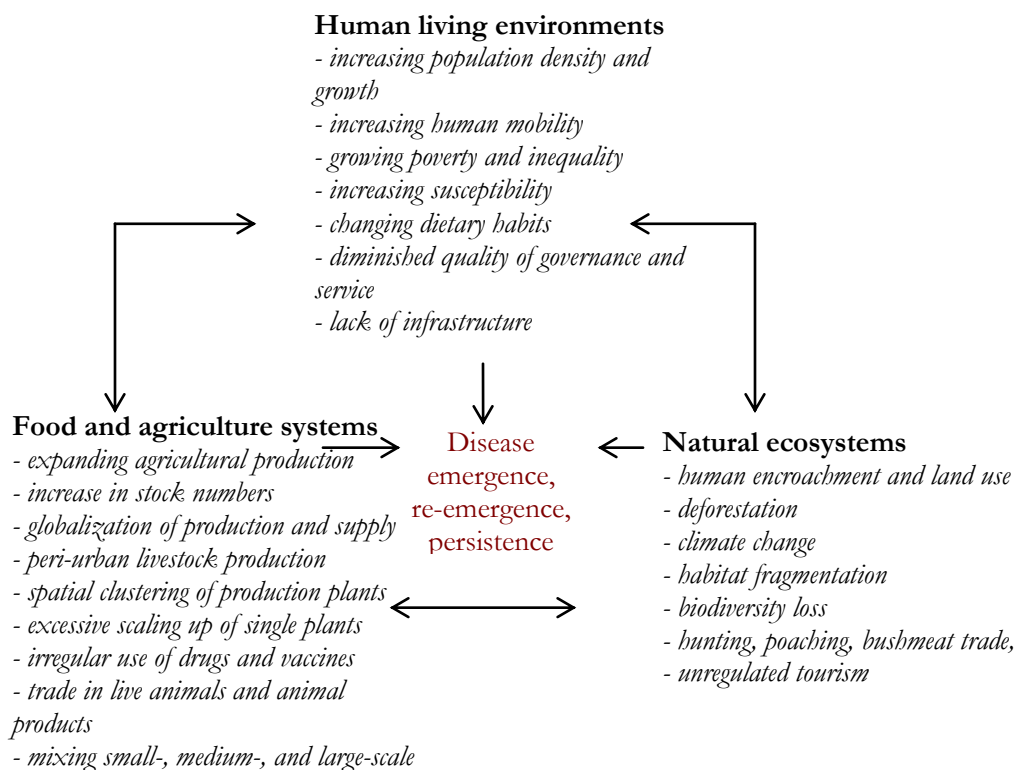 Human living environments
- increasing population density and
growth
- increasing human mobility
- growing poverty and inequality
- increasing susceptibility
- changing dietary habits
- diminished quality of governance and
service
- lack of infrastructure
Food and agriculture systems
- expanding agricultural production
- increase in stock numbers
- globalization of production and supply
- peri-urban livestock production
- spatial clustering of production plants
- excessive scaling up of single plants
- irregular use of drugs and vaccines
- trade in live animals and animal
products
- mixing small-, medium-, and large-scale
Disease
emergence,
re-emergence,
persistence
Natural ecosystems
- human encroachment and land use
- deforestation
- climate change
- habitat fragmentation
- biodiversity loss
- hunting, poaching, bushmeat trade,
- unregulated tourism